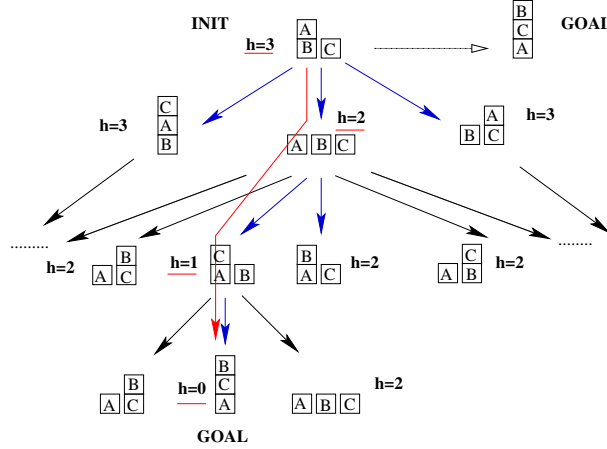 INIT
A
B C
h=3
B
C
A
GOAL
h=3
C
A
B
h=2
A B C
A
B C
h=3
.........
h=2
B
A C
h=1
C
A B
B
A C
h=2
C
A B
h=2
........
B
A C
h=0
B
C
A
A B C
h=2
GOAL